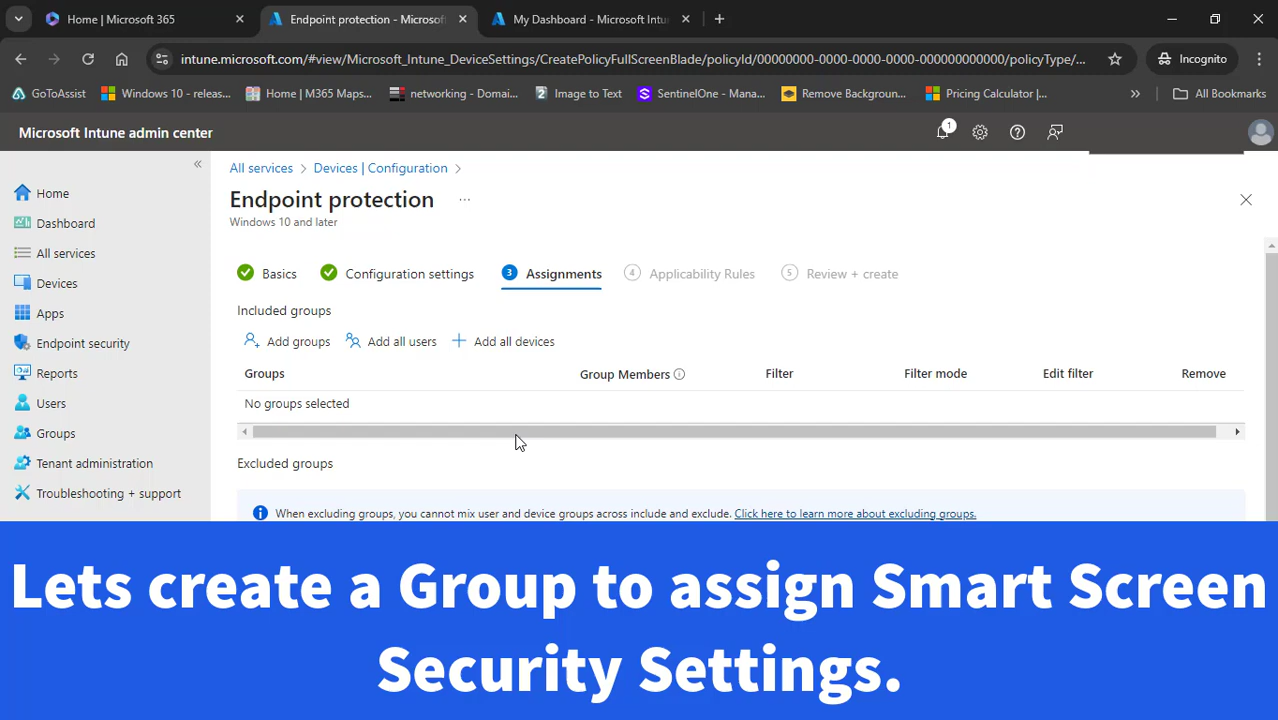 Home | Microsoft 365
Endpoint protection - Microsof
My Dashboard - Microsoft Intu
intune.microsoft.com/#view/Microsoft_Intune_DeviceSettings/CreatePolicyFullScreenBlade/policyId/00000000-0000-0000-0000-000000000000/policyType/...
Incognito
GoToAssist
Windows 10 - releas...
Home | M365 Maps...
networking - Domai...
Image to Text
SentinelOne - Mana...
Remove Backgroun...
Pricing Calculator |...
All Bookmarks
Microsoft Intune admin center
1
All services > Devices | Configuration >
Endpoint protection ...
Windows 10 and later
Home
Dashboard
All services
Devices
Apps
Endpoint security
Reports
Users
Groups
Tenant administration
Troubleshooting + support
Basics
Configuration settings
3 Assignments
4 Applicability Rules
5 Review + create
Included groups
Add groups
Add all users
Add all devices
Groups
Group Members
Filter
Filter mode
Edit filter
Remove
No groups selected
Excluded groups
When excluding groups, you cannot mix user and device groups across include and exclude. Click here to learn more about excluding groups.
Lets create a Group to assign Smart Screen
Security Settings.